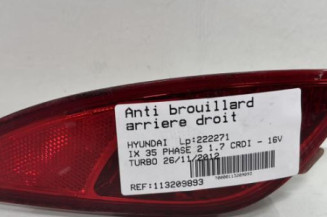 Anti brouillard
arriere droit
HYUNDAI Lp:222271
IX 35 PHASE 2 1.7 CRDI - 16V
TURBO 26/11/2012
REF:113209893